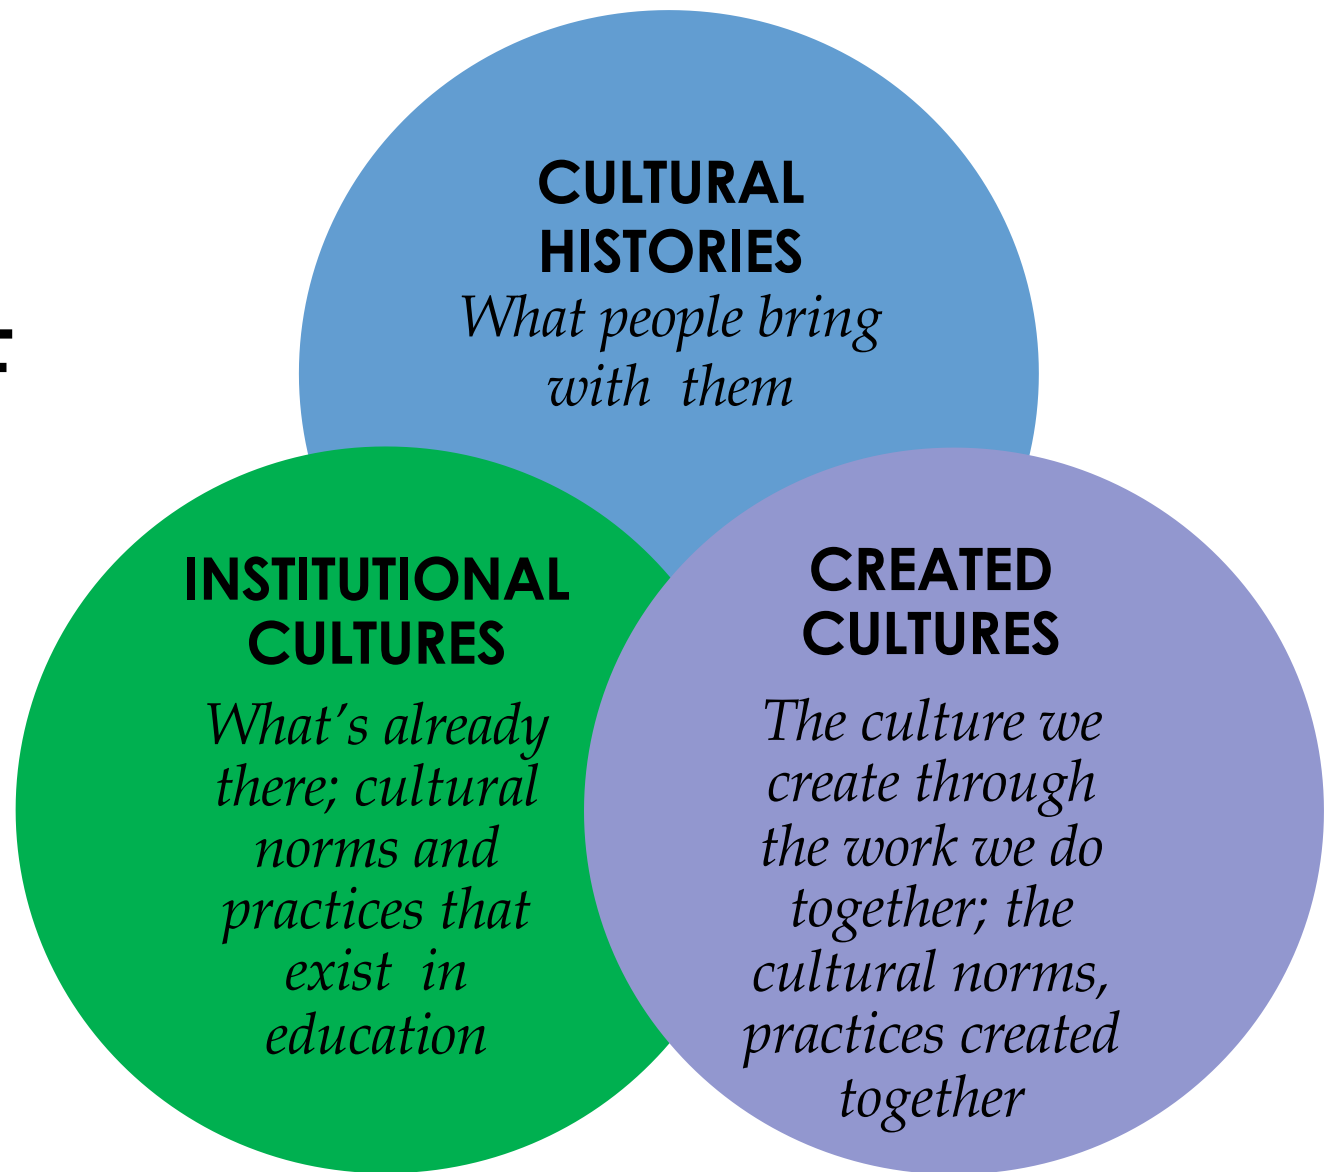 CULTURAL
HISTORIES
What people bring
with them
INSTITUTIONAL
CULTURES
What’s already
there; cultural
norms and
practices that
exist in
education
CREATED
CULTURES
The culture we
create through
the work we do
together; the
cultural norms,
practices created
together